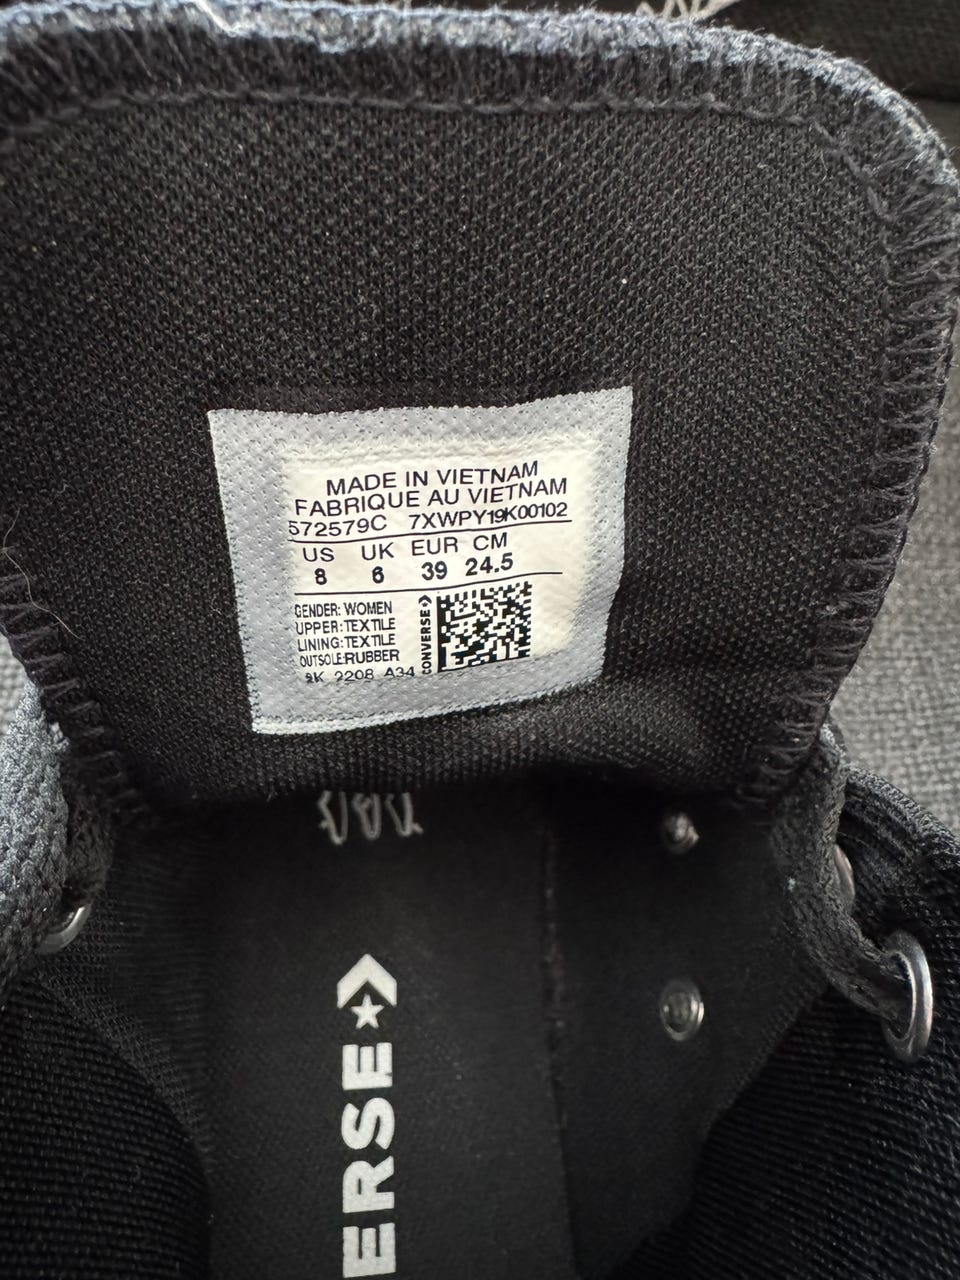 MADE IN VIETNAM
FABRIQUE AU VIETNAM
572579C 7XWPY19K00102
US UK EUR CM
8 6 39 24.5
GENDER: WOMEN
UPPER:TEXTILE
LINING:TEXTILE
OUTSOLE:RUBBER
2208 A34
CONVERSE
ERSE